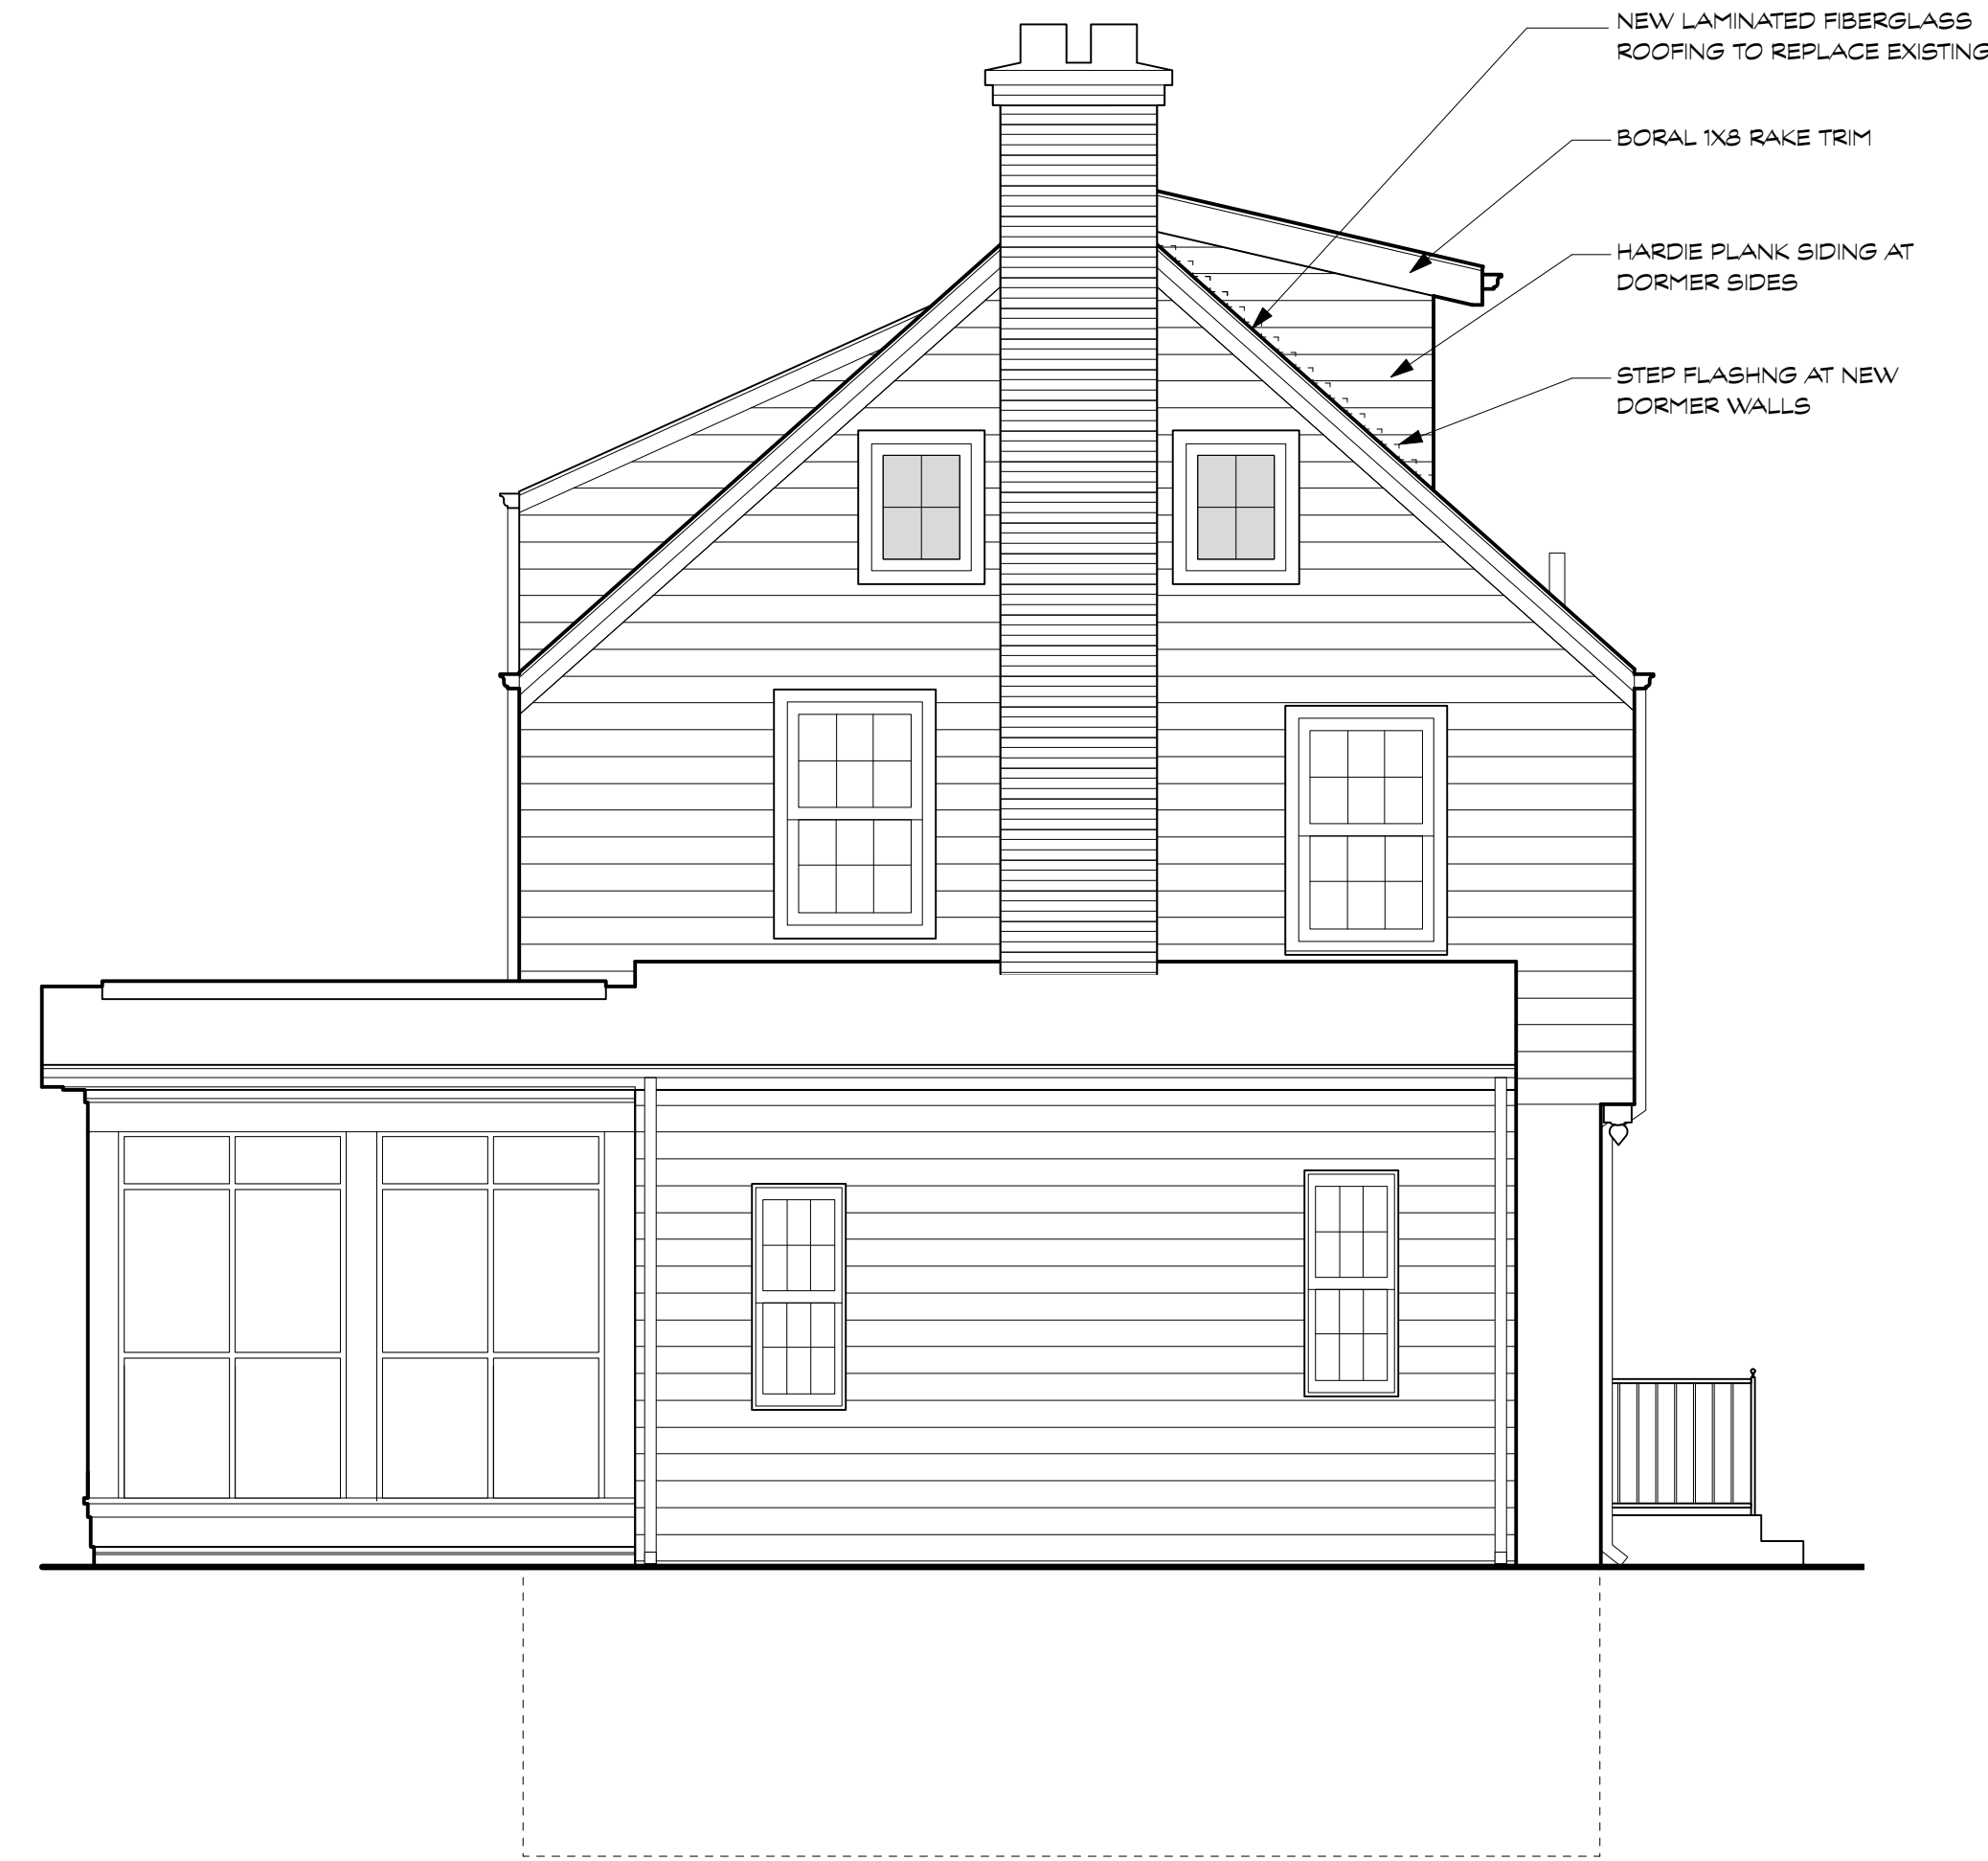 NEW LAMINATED FIBERGLASS
ROOFING TO REPLACE EXISTING
BORAL 1X8 RAKE TRIM
HARDIE PLANK SIDING AT
DORMER SIDES
STEP FLASHNG AT NEW
DORMER WALLS